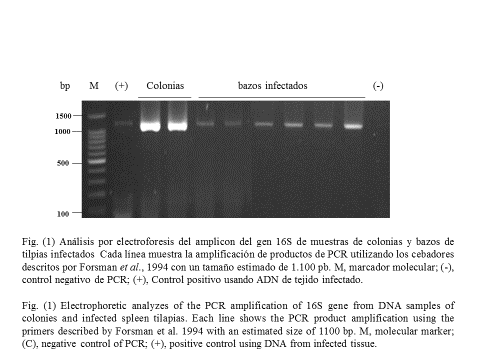 bp M (+) Colonias bazos infectados (-)
1500
1000
500
100
Fig. (1) Análisis por electroforesis del amplicon del gen 16S de muestras de colonias y bazos de
tilpias infectados Cada línea muestra la amplificación de productos de PCR utilizando los cebadores
descritos por Forsman et al., 1994 con un tamaño estimado de 1.100 pb. M, marcador molecular; (-),
control negativo de PCR; (+), Control positivo usando ADN de tejido infectado.
Fig. (1) Electrophoretic analyzes of the PCR amplification of 16S gene from DNA samples of
colonies and infected spleen tilapias. Each line shows the PCR product amplification using the
primers described by Forsman et al. 1994 with an estimated size of 1100 bp. M, molecular marker;
(C), negative control of PCR; (+), positive control using DNA from infected tissue.